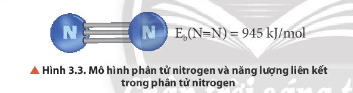 N N E_b(N≡N) = 945 kJ/mol
▲ Hình 3.3. Mô hình phân tử nitrogen và năng lượng liên kết
trong phân tử nitrogen